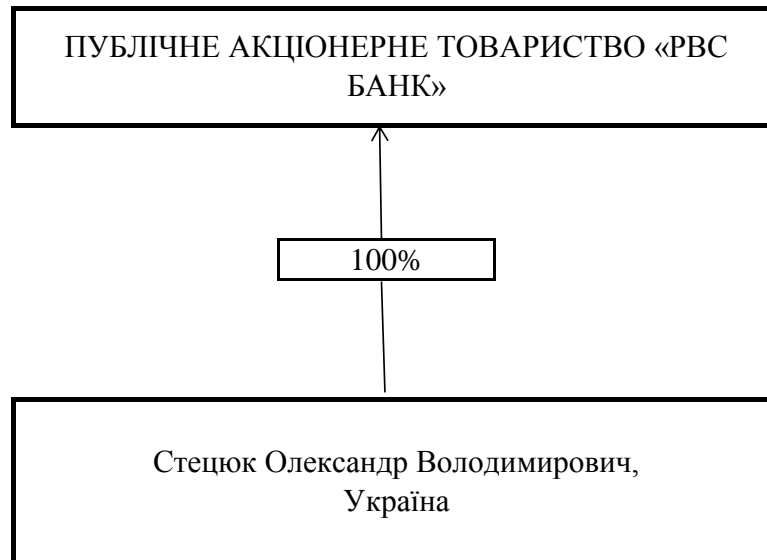 ПУБЛІЧНЕ АКЦІОНЕРНЕ ТОВАРИСТВО «РВС
БАНК»
100%
Стецюк Олександр Володимирович,
Україна